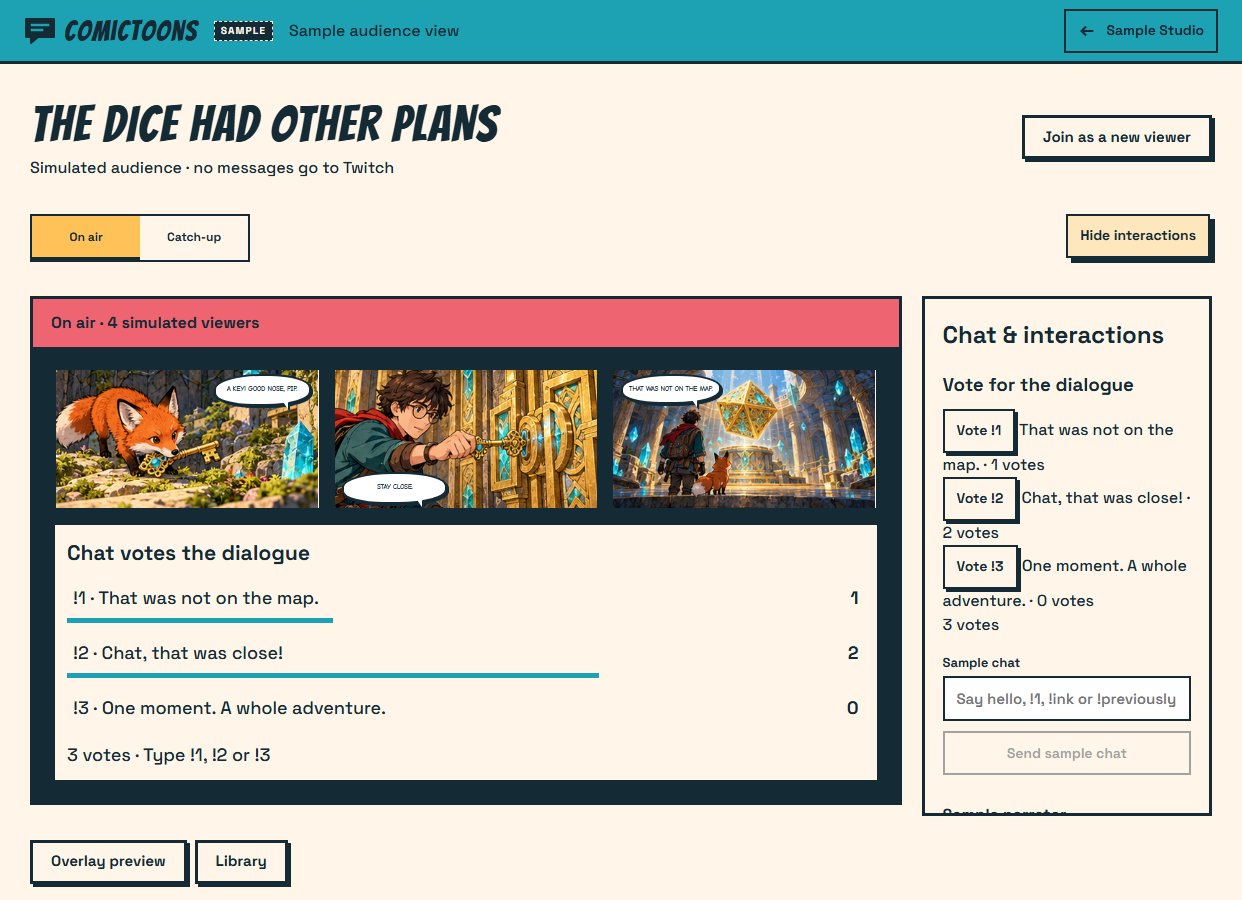 COMICTOONS
SAMPLE
Sample audience view
← Sample Studio
THE DICE HAD OTHER PLANS
Simulated audience · no messages go to Twitch
Join as a new viewer
On air
Catch-up
Hide interactions
On air · 4 simulated viewers
A KEY! GOOD NOSE, PIP.
STAY CLOSE.
THAT WAS NOT ON THE MAP.
Chat votes the dialogue
!1 · That was not on the map.
1
!2 · Chat, that was close!
2
!3 · One moment. A whole adventure.
0
3 votes · Type !1, !2 or !3
Chat & interactions
Vote for the dialogue
Vote !1 That was not on the
map. · 1 votes
Vote !2 Chat, that was close! ·
2 votes
Vote !3 One moment. A whole
adventure. · 0 votes
3 votes
Sample chat
Say hello, !1, !link or !previously
Send sample chat
Sample narrator
Overlay preview
Library